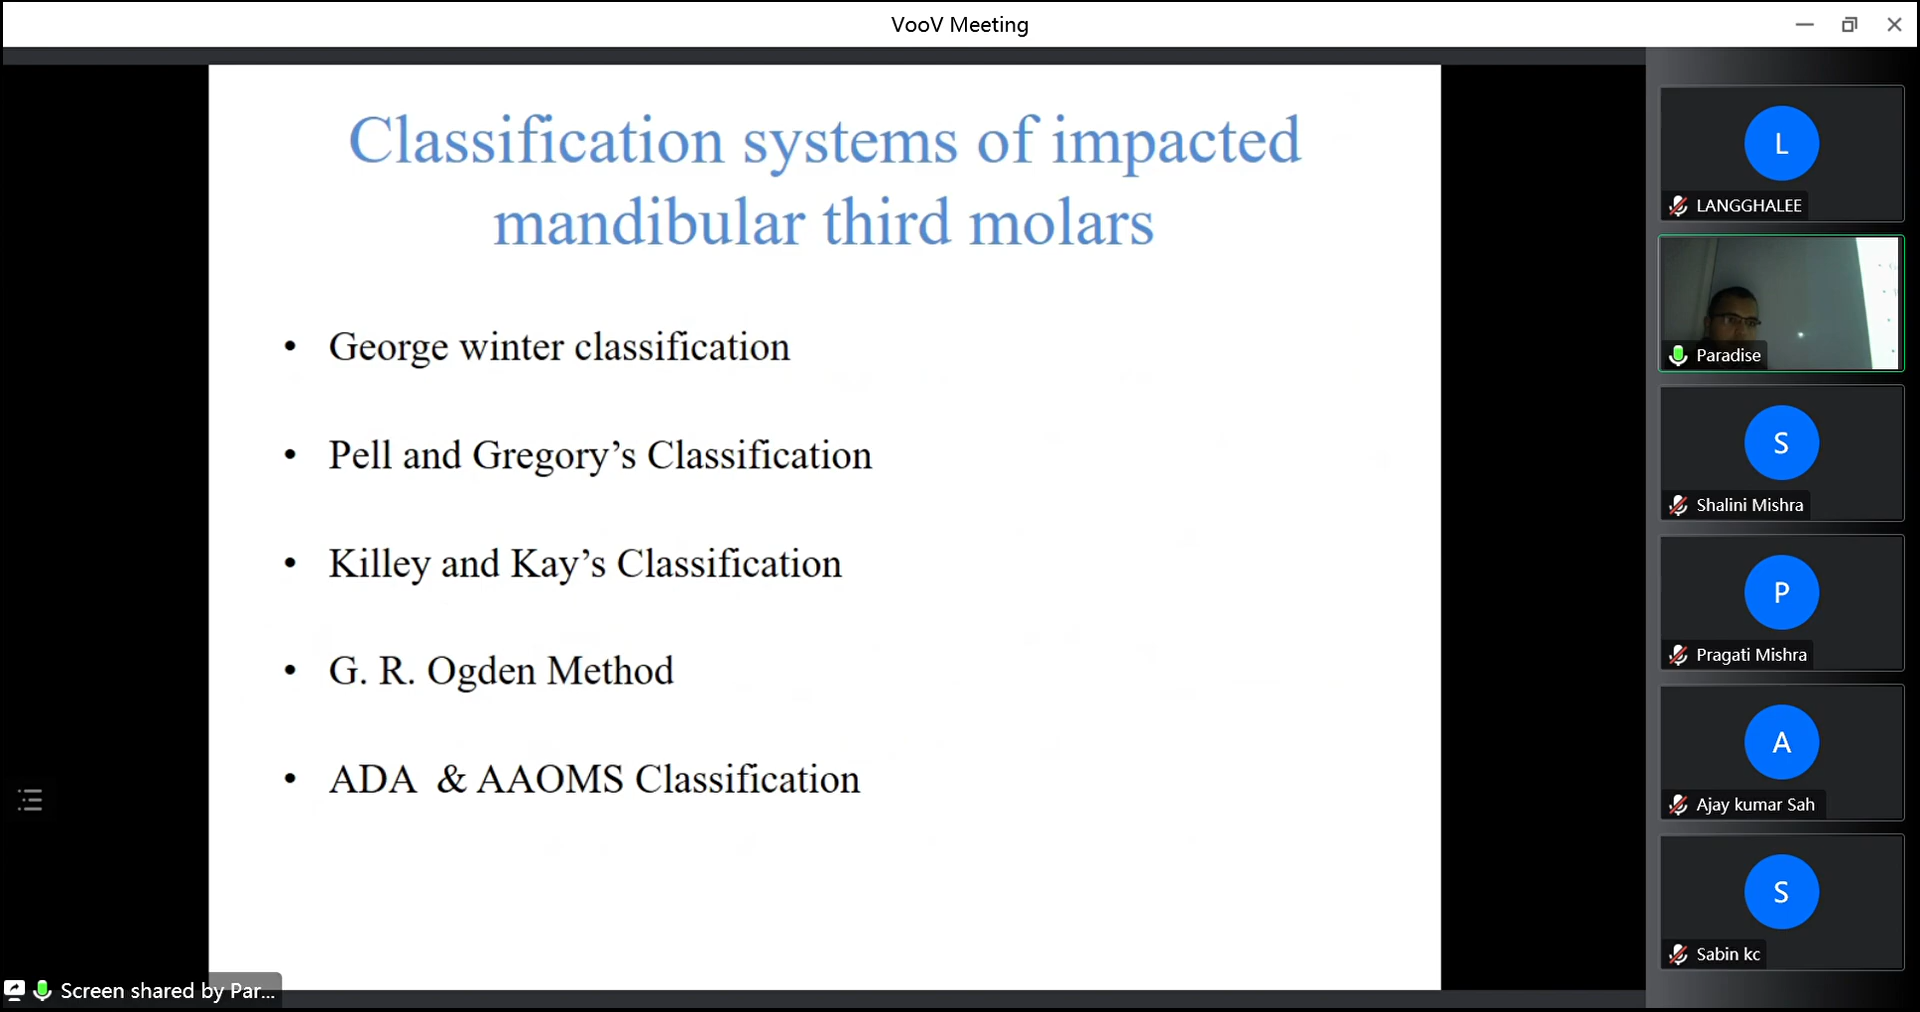 VooV Meeting
Classification systems of impacted
mandibular third molars
• George winter classification
• Pell and Gregory’s Classification
• Killey and Kay’s Classification
• G. R. Ogden Method
• ADA & AAOMS Classification
Screen shared by Par...
L
LANGGHALEE
Paradise
S
Shalini Mishra
P
Pragati Mishra
A
Ajay kumar Sah
S
Sabin kc